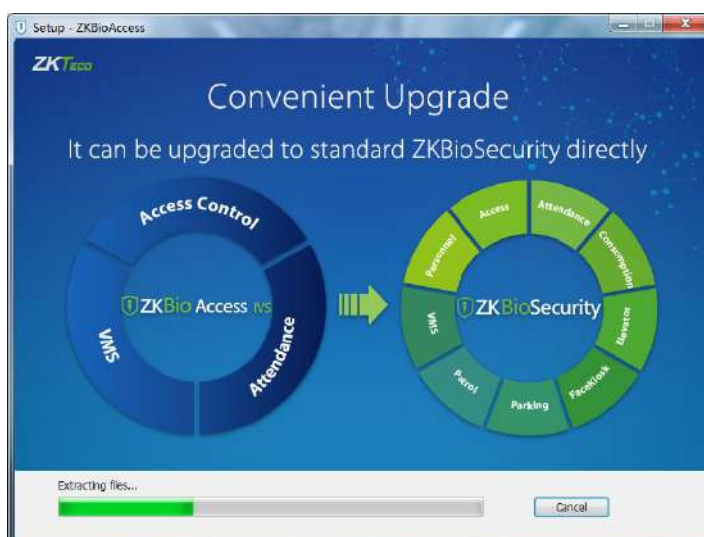 Setup - ZKBioAccess
ZKTeco
Convenient Upgrade
It can be upgraded to standard ZKBioSecurity directly
Access Control
VMS
Attendance
ZKBio Access IVS
Personnel
Access
Attendance
Consumption
Elevator
FaceKiosk
Parking
Patrol
VMS
ZKBioSecurity
Extracting files...
Cancel